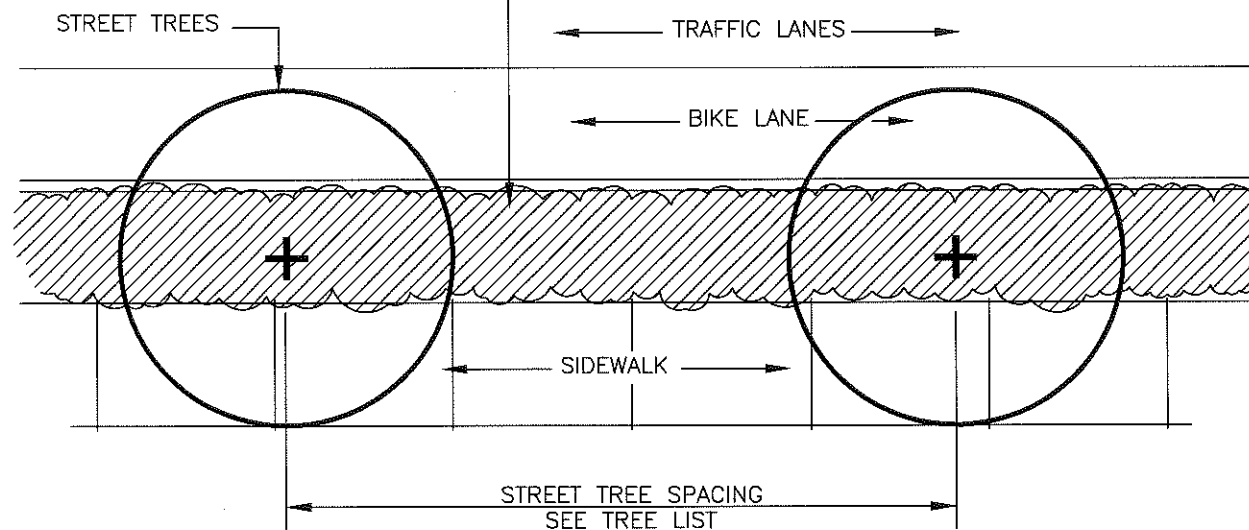 STREET TREES
TRAFFIC LANES
BIKE LANE
SIDEWALK
STREET TREE SPACING
SEE TREE LIST